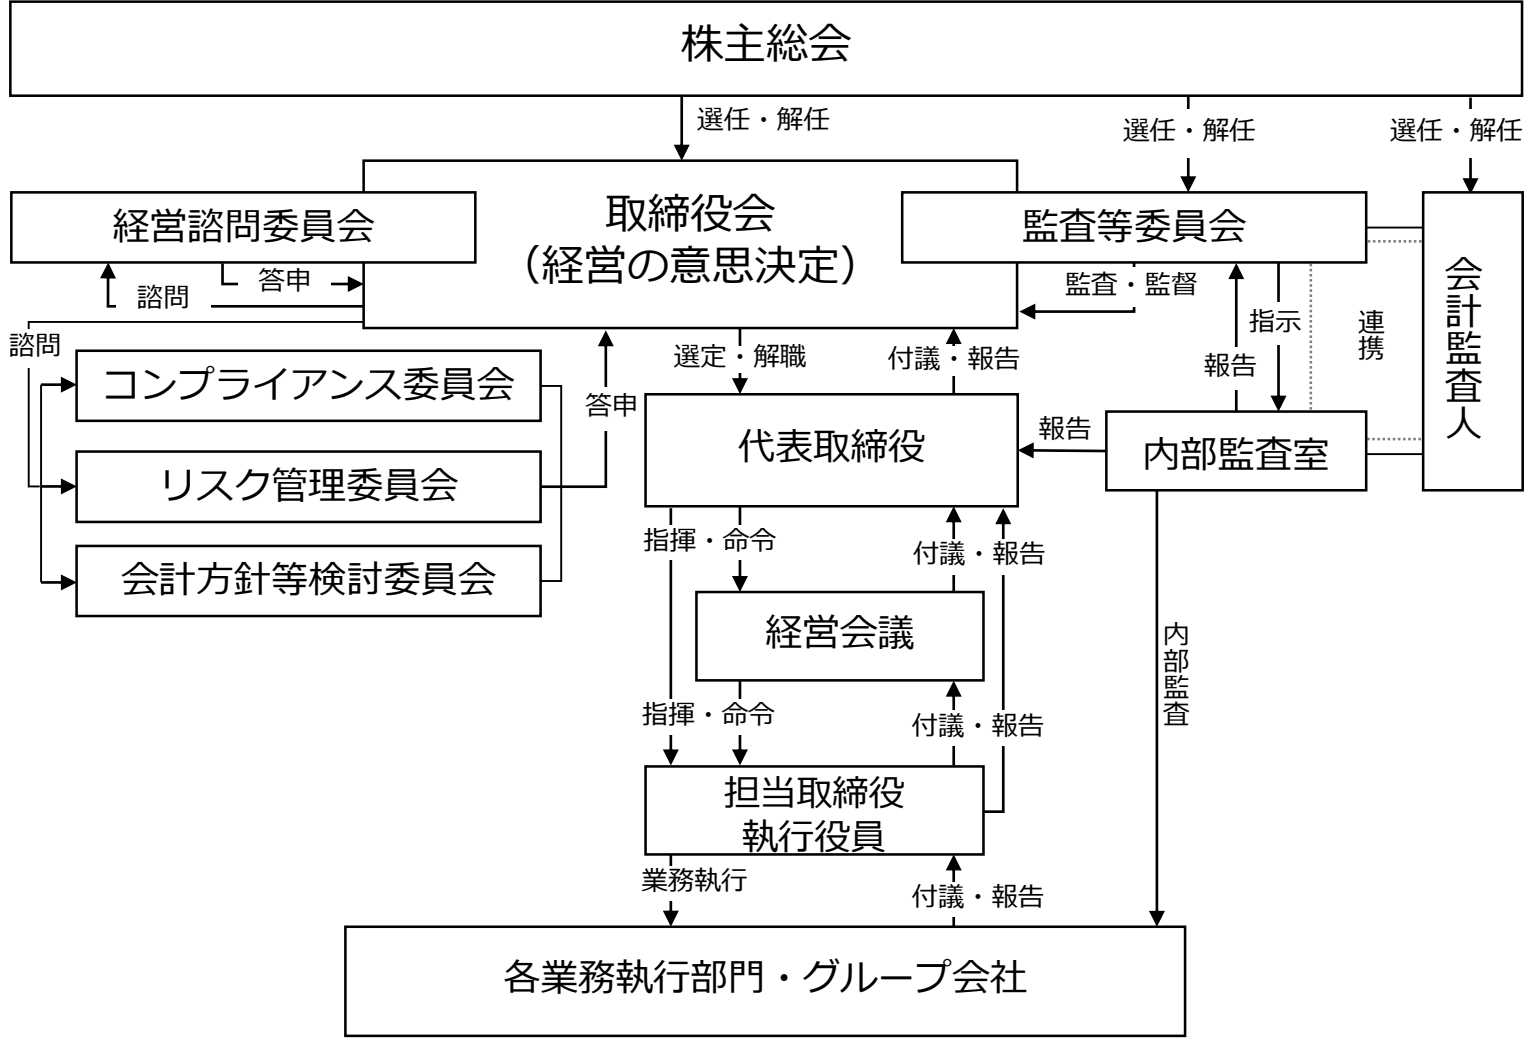 株主総会
選任・解任
選任・解任
選任・解任
取締役会
（経営の意思決定）
経営諮問委員会
監査等委員会
会計監査人
答申
諮問
監査・監督
指示
報告
連携
諮問
選定・解職
付議・報告
コンプライアンス委員会
答申
代表取締役
報告
内部監査室
リスク管理委員会
指揮・命令
付議・報告
会計方針等検討委員会
経営会議
内部監査
指揮・命令
付議・報告
担当取締役
執行役員
業務執行
付議・報告
各業務執行部門・グループ会社